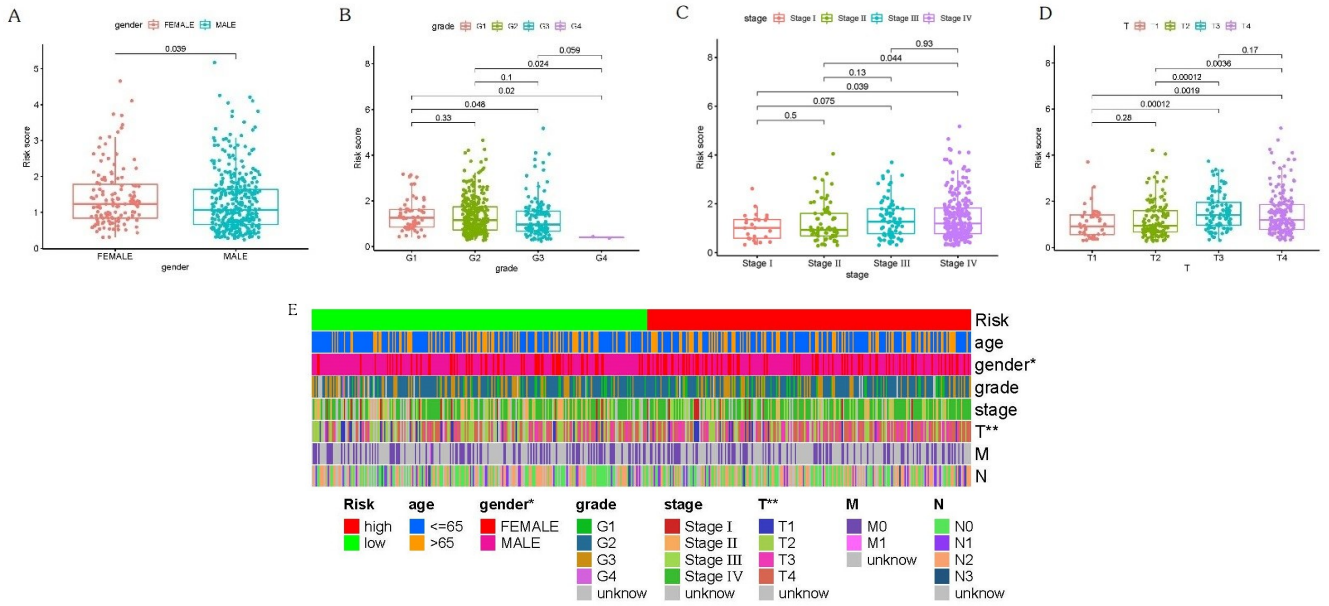 A
gender FEMALE MALE
0.039
Risk score
5
4
3
2
1
0
FEMALE MALE
gender
B
grade G1 G2 G3 G4
0.059
0.024
0.1
0.02
0.046
0.33
Risk score
8
6
4
2
0
G1 G2 G3 G4
grade
C
stage Stage I Stage II Stage III Stage IV
0.93
0.044
0.13
0.039
0.075
0.5
Risk score
8
6
4
2
0
Stage I Stage II Stage III Stage IV
stage
D
T T1 T2 T3 T4
0.17
0.0036
0.00012
0.0019
0.00012
0.28
Risk score
8
6
4
2
0
T1 T2 T3 T4
T
E
Risk
age
gender*
grade
stage
T**
M
N
Risk
high
low
age
<=65
>65
gender*
FEMALE
MALE
grade
G1
G2
G3
G4
unknow
stage
Stage I
Stage II
Stage III
Stage IV
unknow
T**
T1
T2
T3
T4
unknow
M
M0
M1
unknow
N
N0
N1
N2
N3
unknow